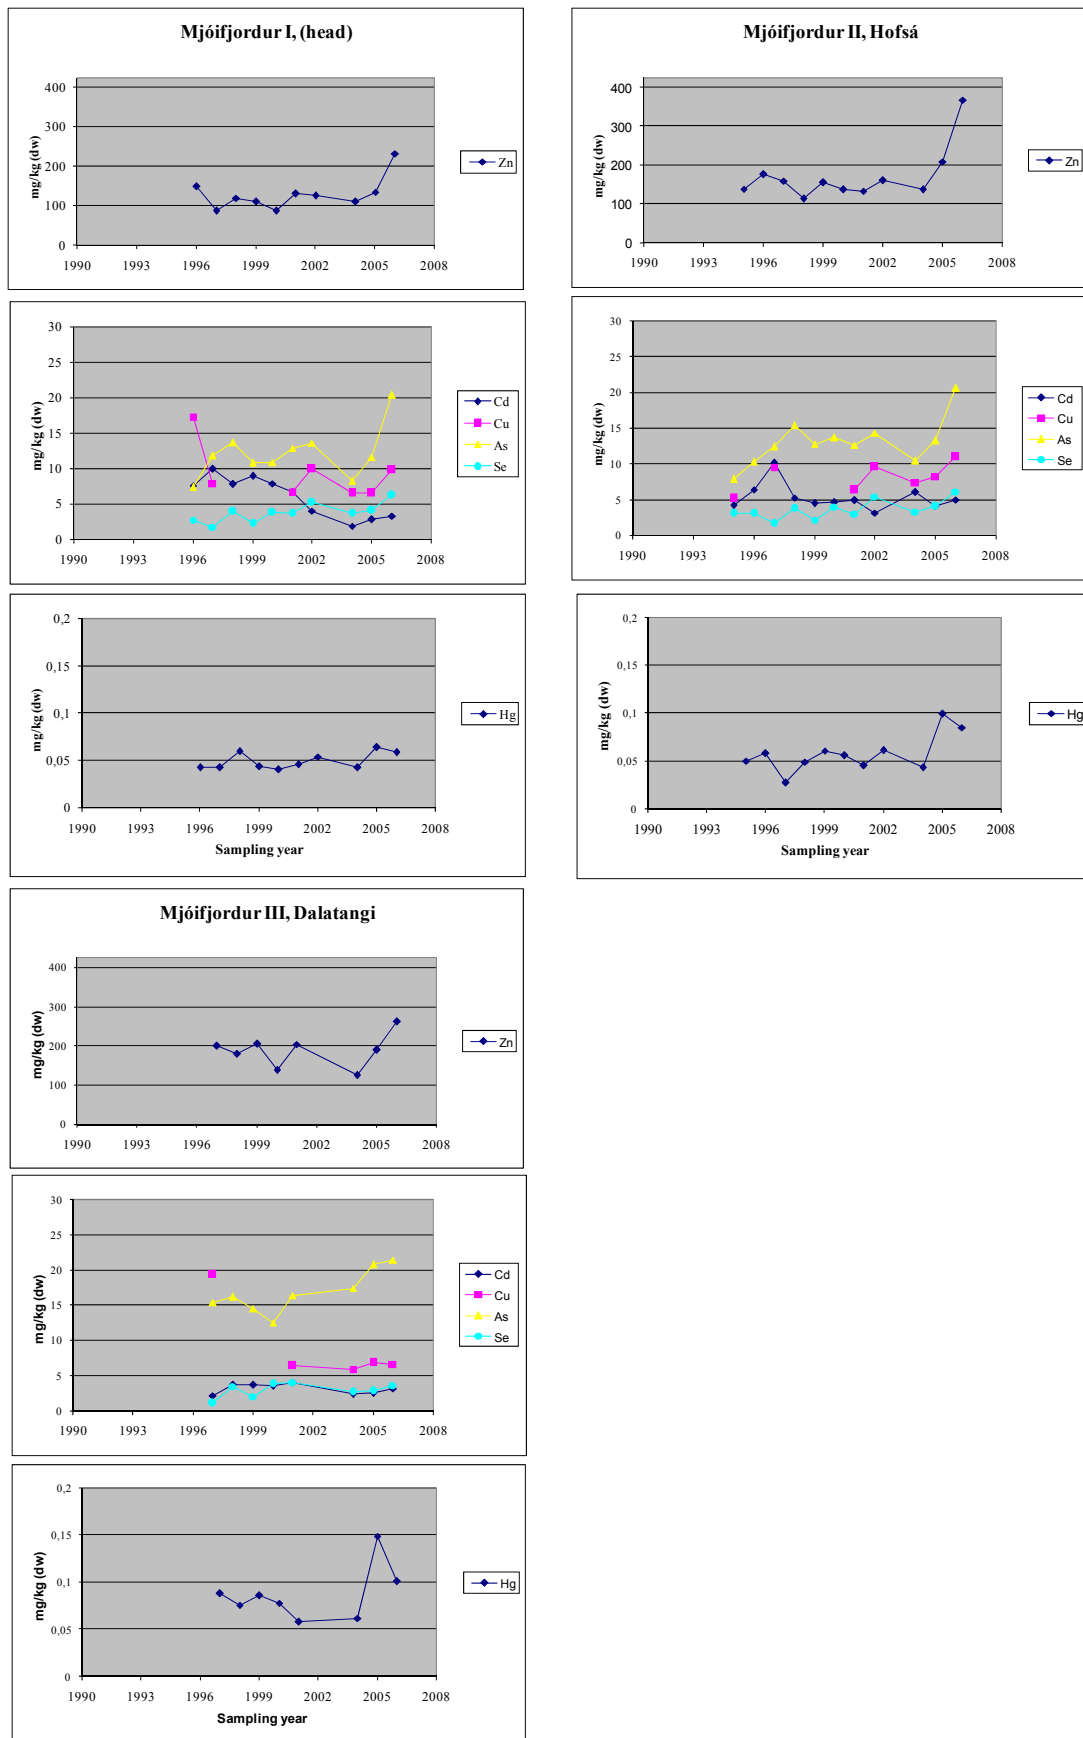 Mjóifjordur I, (head)
400
300
200
100
0
mg/kg (dw)
1990 1993 1996 1999 2002 2005 2008
Zn
30
25
20
15
10
5
0
mg/kg (dw)
1990 1993 1996 1999 2002 2005 2008
Cd
Cu
As
Se
0,2
0,15
0,1
0,05
0
mg/kg (dw)
1990 1993 1996 1999 2002 2005 2008
Sampling year
Hg
Mjóifjordur II, Hofsá
400
300
200
100
0
mg/kg (dw)
1990 1993 1996 1999 2002 2005 2008
Zn
30
25
20
15
10
5
0
mg/kg (dw)
1990 1993 1996 1999 2002 2005 2008
Cd
Cu
As
Se
0,2
0,15
0,1
0,05
0
mg/kg (dw)
1990 1993 1996 1999 2002 2005 2008
Sampling year
Hg
Mjóifjordur III, Dalatangi
400
300
200
100
0
mg/kg (dw)
1990 1993 1996 1999 2002 2005 2008
Zn
30
25
20
15
10
5
0
mg/kg (dw)
1990 1993 1996 1999 2002 2005 2008
Cd
Cu
As
Se
0,2
0,15
0,1
0,05
0
mg/kg (dw)
1990 1993 1996 1999 2002 2005 2008
Sampling year
Hg